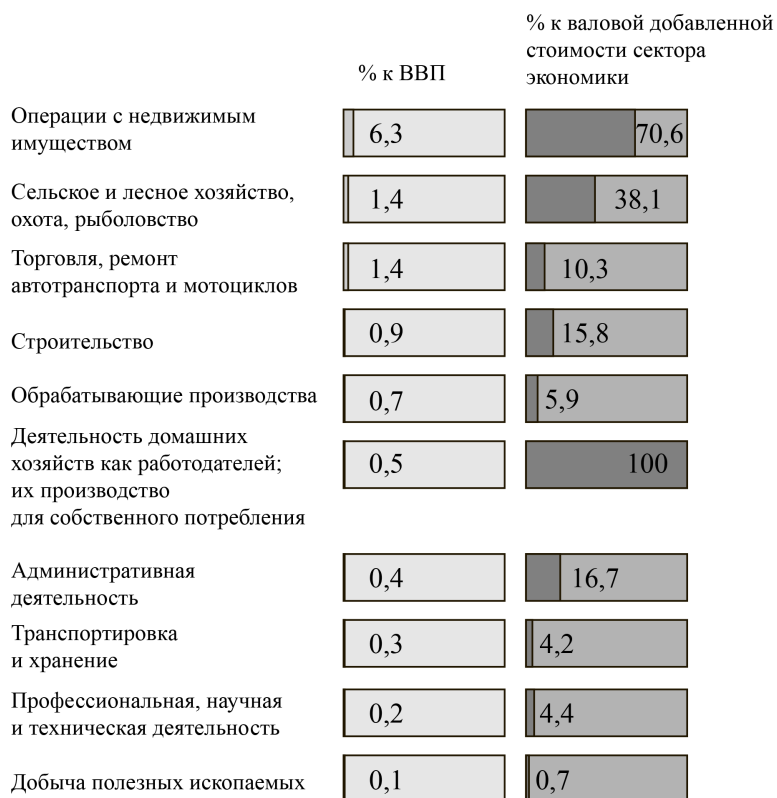 % к ВВП
% к валовой добавленной
стоимости сектора
экономики
Операции с недвижимым
имуществом
6,3
70,6
Сельское и лесное хозяйство,
охота, рыболовство
1,4
38,1
Торговля, ремонт
автотранспорта и мотоциклов
1,4
10,3
Строительство
0,9
15,8
Обрабатывающие производства
0,7
5,9
Деятельность домашних
хозяйств как работодателей;
их производство
для собственного потребления
0,5
100
Административная
деятельность
0,4
16,7
Транспортировка
и хранение
0,3
4,2
Профессиональная, научная
и техническая деятельность
0,2
4,4
Добыча полезных ископаемых
0,1
0,7